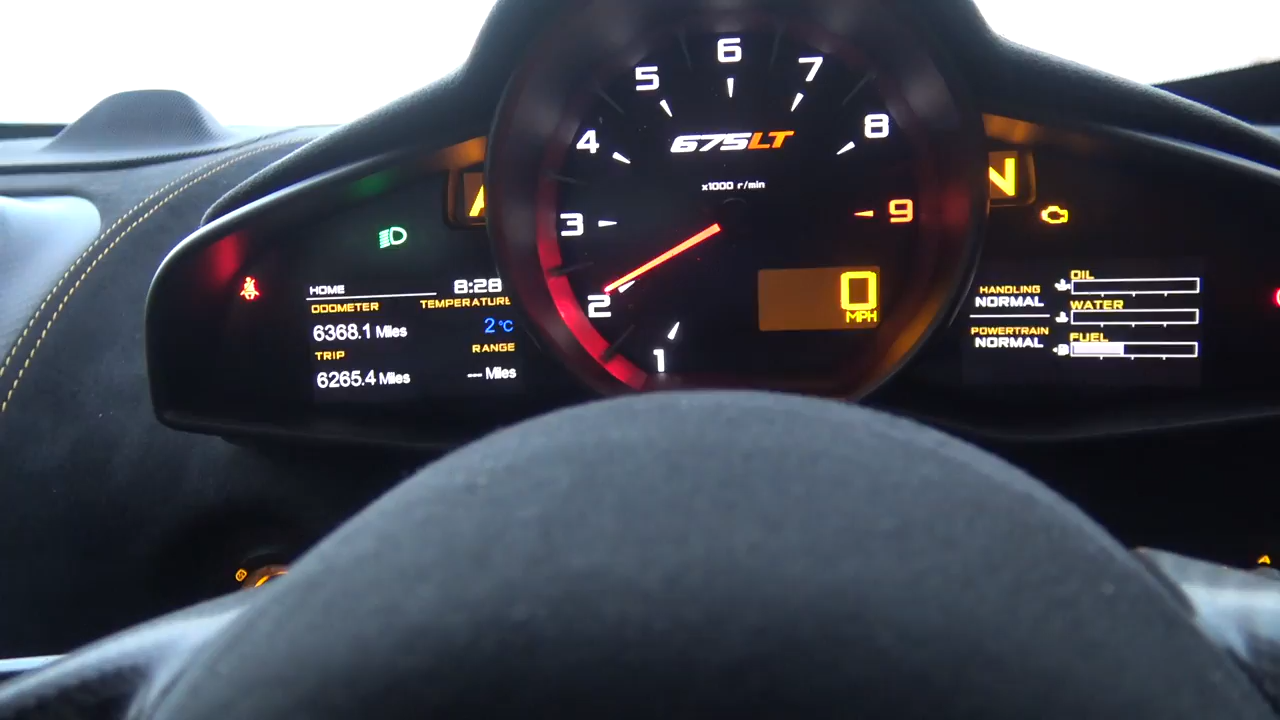 HOME 8:28
ODOMETER TEMPERATURE
6368.1 Miles 2°C
TRIP RANGE
6265.4 Miles --- Miles
A
1
2
3
4
5
6
7
8
9
675LT
x1000 r/min
0
MPH
N
HANDLING
NORMAL
POWERTRAIN
NORMAL
OIL
WATER
FUEL
A